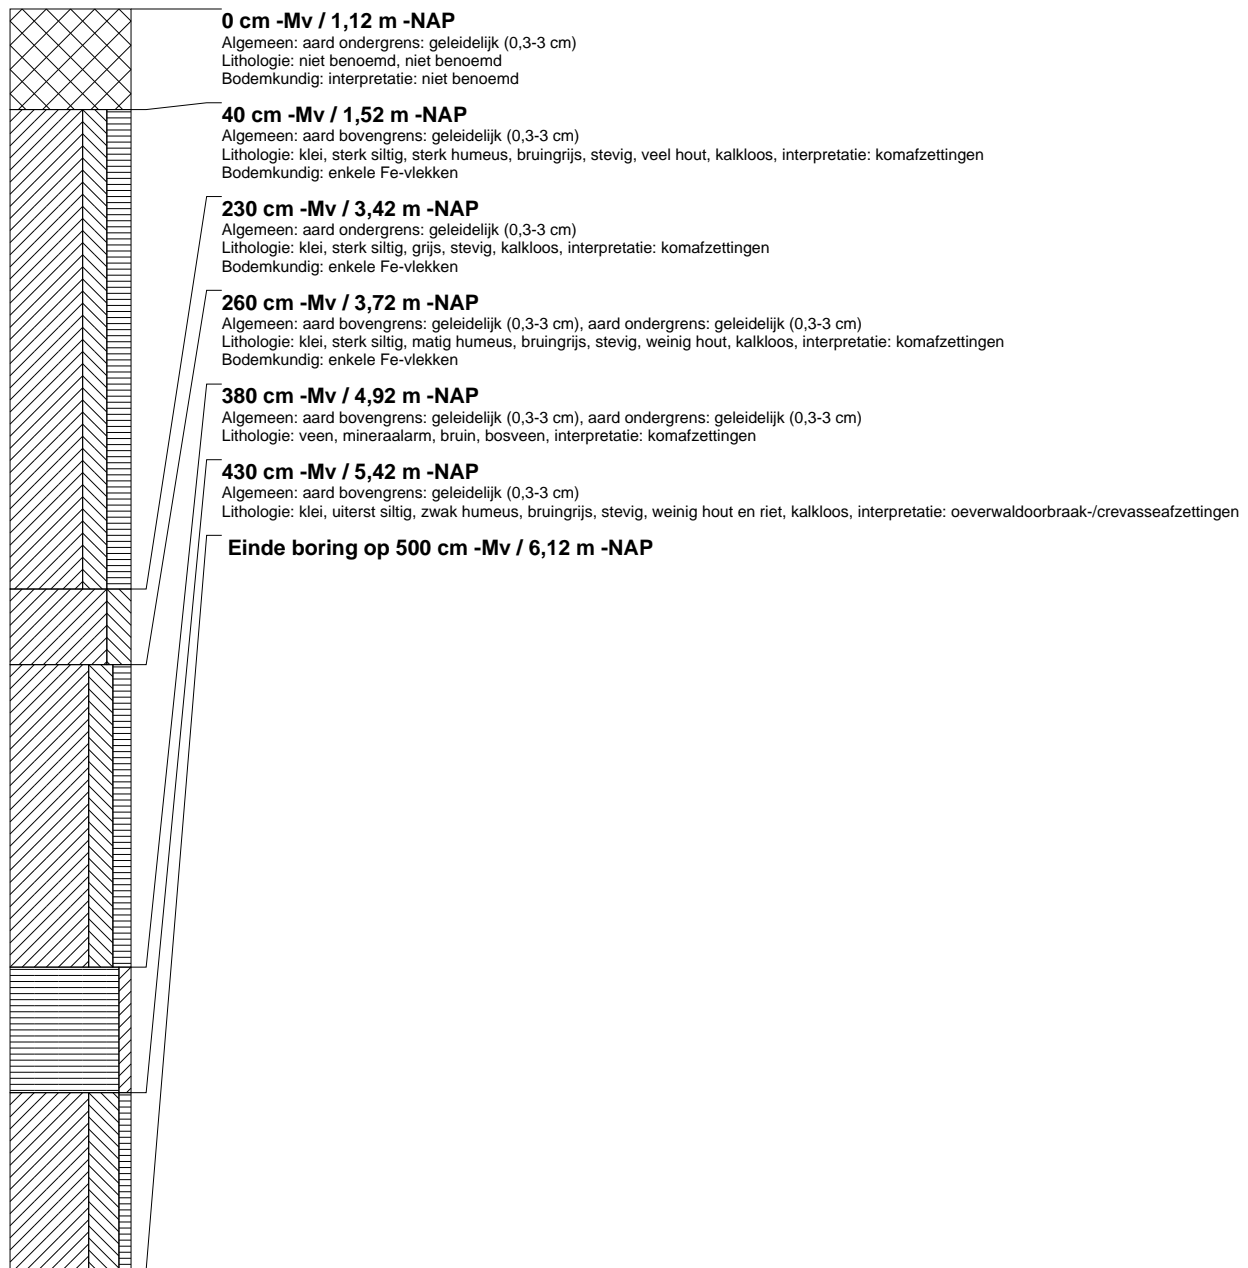 0 cm -Mv / 1,12 m -NAP
Algemeen: aard ondergrens: geleidelijk (0,3-3 cm)
Lithologie: niet benoemd, niet benoemd
Bodemkundig: interpretatie: niet benoemd
40 cm -Mv / 1,52 m -NAP
Algemeen: aard bovengrens: geleidelijk (0,3-3 cm)
Lithologie: klei, sterk siltig, sterk humeus, bruingrijs, stevig, veel hout, kalkloos, interpretatie: komafzettingen
Bodemkundig: enkele Fe-vlekken
230 cm -Mv / 3,42 m -NAP
Algemeen: aard ondergrens: geleidelijk (0,3-3 cm)
Lithologie: klei, sterk siltig, grijs, stevig, kalkloos, interpretatie: komafzettingen
Bodemkundig: enkele Fe-vlekken
260 cm -Mv / 3,72 m -NAP
Algemeen: aard bovengrens: geleidelijk (0,3-3 cm), aard ondergrens: geleidelijk (0,3-3 cm)
Lithologie: klei, sterk siltig, matig humeus, bruingrijs, stevig, weinig hout, kalkloos, interpretatie: komafzettingen
Bodemkundig: enkele Fe-vlekken
380 cm -Mv / 4,92 m -NAP
Algemeen: aard bovengrens: geleidelijk (0,3-3 cm), aard ondergrens: geleidelijk (0,3-3 cm)
Lithologie: veen, mineraalarm, bruin, bosveen, interpretatie: komafzettingen
430 cm -Mv / 5,42 m -NAP
Algemeen: aard bovengrens: geleidelijk (0,3-3 cm)
Lithologie: klei, uiterst siltig, zwak humeus, bruingrijs, stevig, weinig hout en riet, kalkloos, interpretatie: oeverwaldoorbraak-/crevasseafzettingen
Einde boring op 500 cm -Mv / 6,12 m -NAP